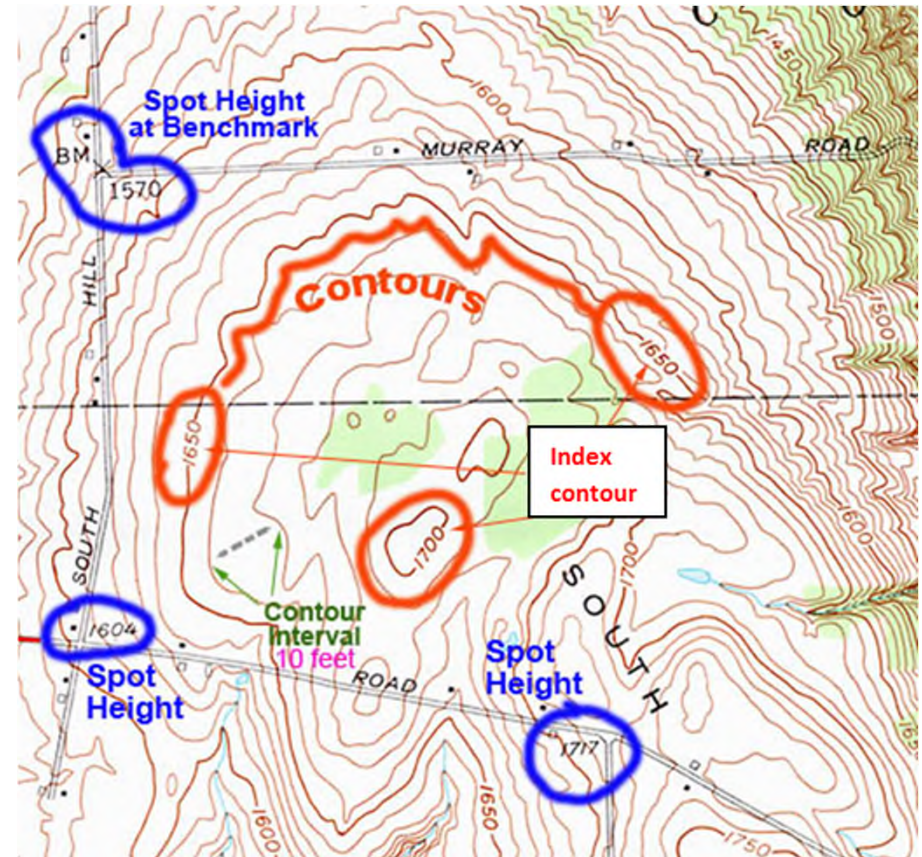 1450
Spot Height
at Benchmark
1600
BM
MURRAY
ROAD
1570
HILL
Contours
1500
1650
1650
Index
contour
1700
1600
SOUTH
1700
SOUTH
Contour
Interval
10 feet
1604
Spot
Height
ROAD
Spot
Height
1717
1600
1650
1750